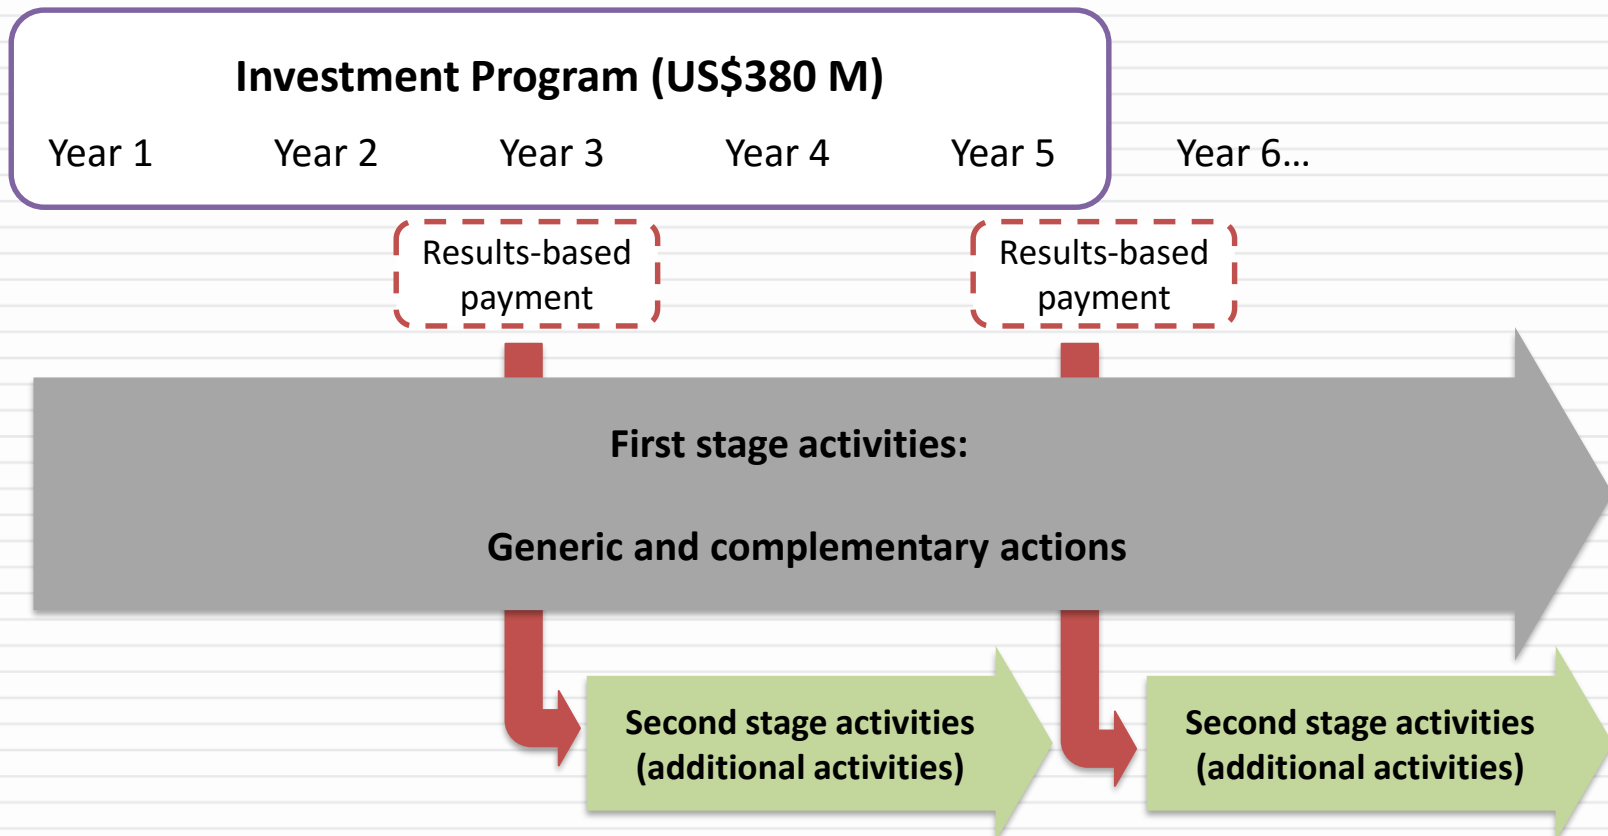 Investment Program (US$380 M)
Year 1 Year 2 Year 3 Year 4 Year 5 Year 6...
Results-based
payment
Results-based
payment
First stage activities:
Generic and complementary actions
Second stage activities
(additional activities)
Second stage activities
(additional activities)